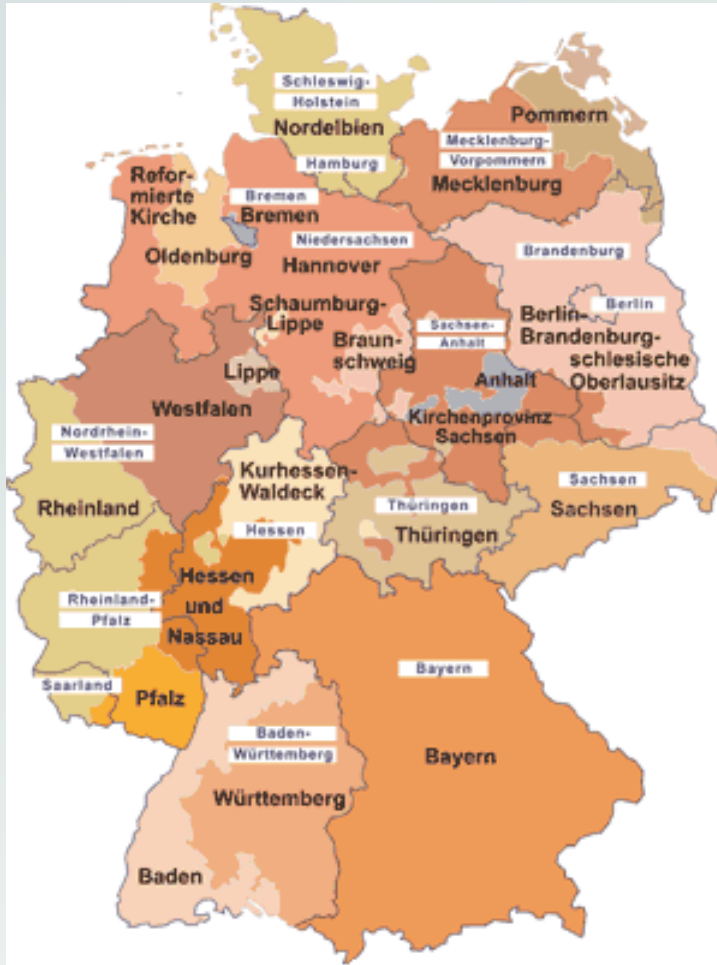 Schleswig-
Holstein
Nordelbien
Hamburg
Pommern
Mecklenburg-
Vorpommern
Mecklenburg
Refor-
mierte
Kirche
Bremen
Bremen
Oldenburg
Niedersachsen
Hannover
Brandenburg
Berlin
Berlin-
Brandenburg-
schlesische
Oberlausitz
Schaumburg-
Lippe
Braun-
schweig
Sachsen-
Anhalt
Anhalt
Lippe
Westfalen
Kirchenprovinz
Sachsen
Nordrhein-
Westfalen
Rheinland
Kurhessen-
Waldeck
Hessen
Thüringen
Thüringen
Sachsen
Sachsen
Hessen
und
Nassau
Rheinland-
Pfalz
Saarland
Pfalz
Bayern
Bayern
Baden-
Württemberg
Württemberg
Baden